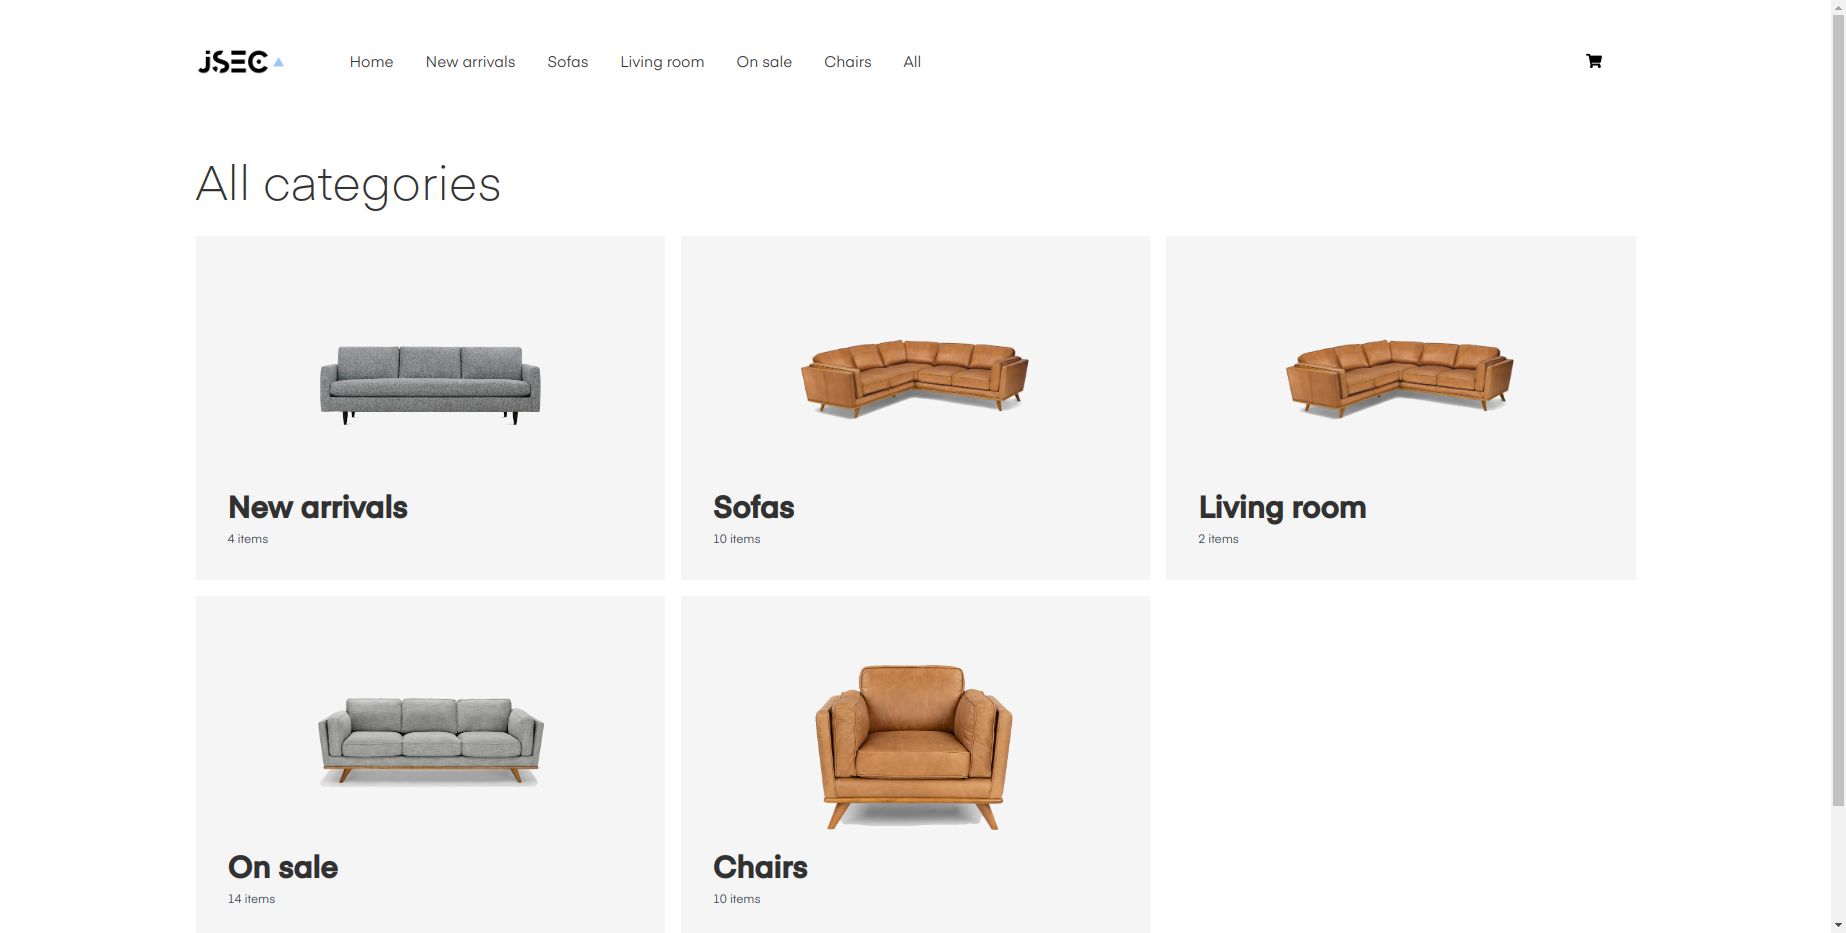 JSEC
Home New arrivals Sofas Living room On sale Chairs All
All categories
New arrivals
4 items
Sofas
10 items
Living room
2 items
On sale
14 items
Chairs
10 items